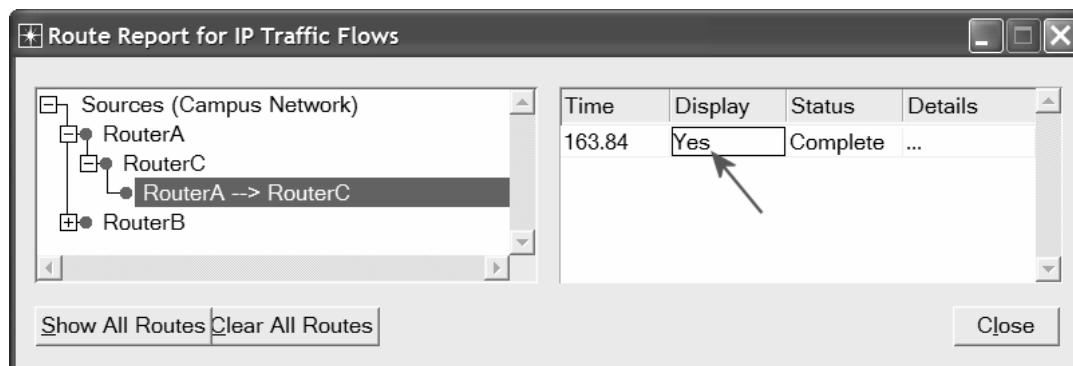 Route Report for IP Traffic Flows
Sources (Campus Network)
RouterA
RouterC
RouterA --> RouterC
RouterB
Time Display Status Details
163.84 Yes Complete ...
Show All Routes Clear All Routes
Close